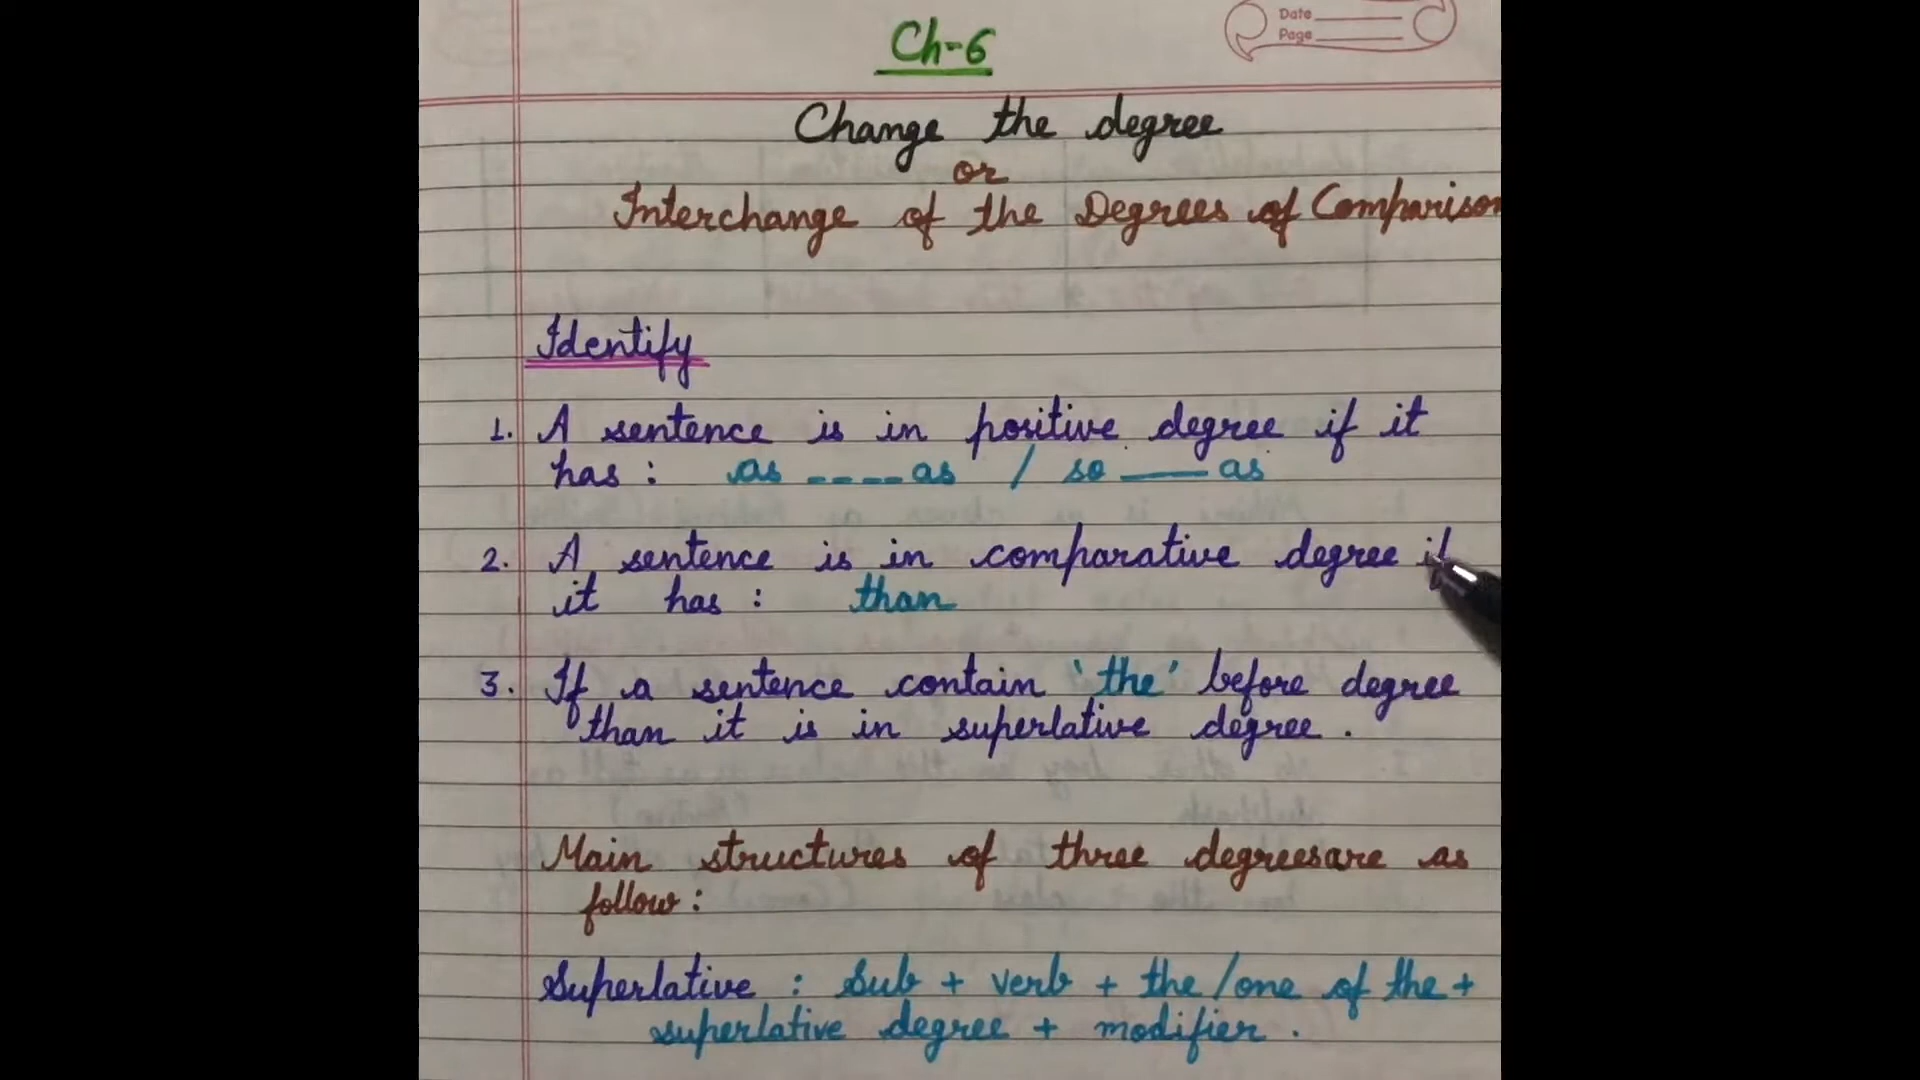 Date
Page
Ch-6
Change the degree
or
Interchange of the Degrees of Comparison
Identify
1. A sentence is in positive degree if it
has : as ---- as / so ___ as
2. A sentence is in comparative degree if
it has : than
3. If a sentence contain 'the' before degree
than it is in superlative degree.
Main structures of three degreesare as
follow :
Superlative : Sub + verb + the/one of the +
superlative degree + modifier.